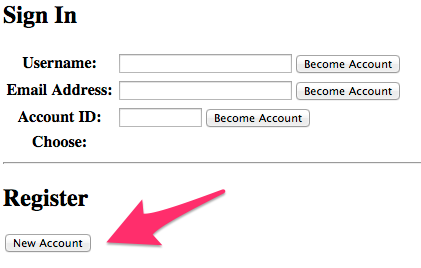 Sign In
Username: Become Account
Email Address: Become Account
Account ID: Become Account
Choose:
Register
New Account